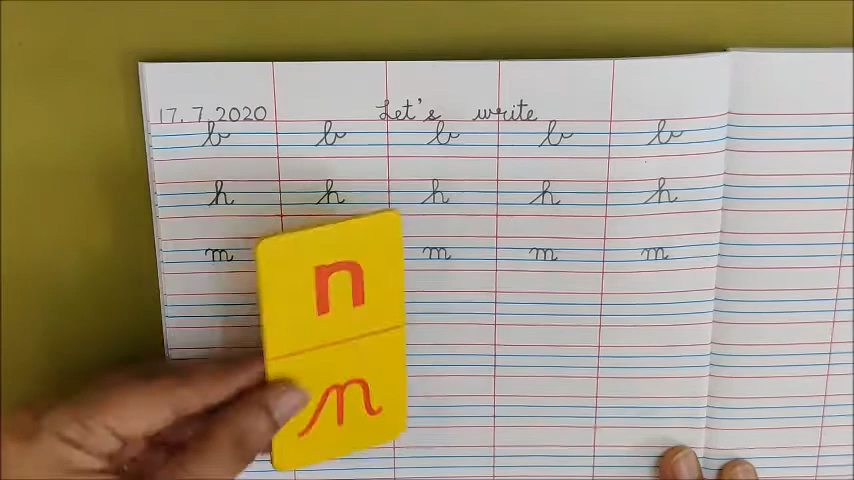 17.7.2020 Let's write
b b b b b
h h h h h
m m m m
n
n